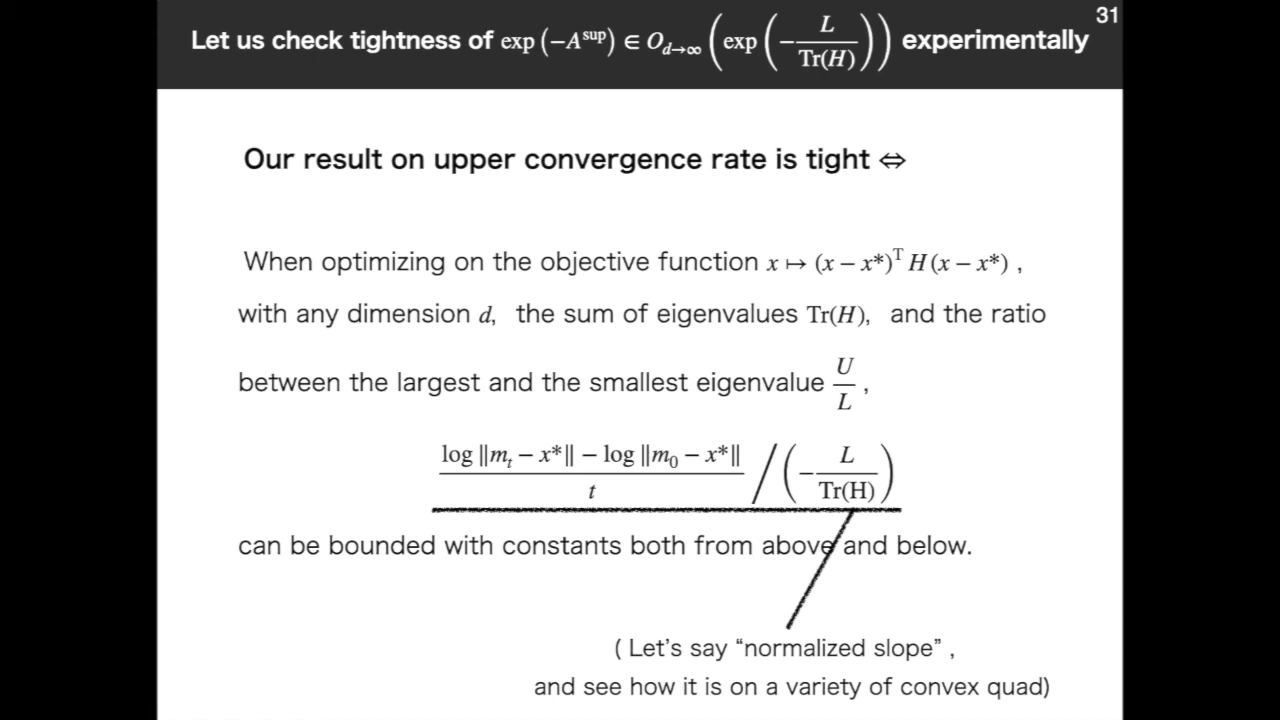 31
Let us check tightness of exp (−A^sup) ∈ O_{d→∞} (exp (−L/Tr(H))) experimentally
Our result on upper convergence rate is tight ⇔
When optimizing on the objective function x ↦ (x − x*)^T H (x − x*) ,
with any dimension d, the sum of eigenvalues Tr(H), and the ratio
between the largest and the smallest eigenvalue U/L ,
(log ‖m_t − x*‖ − log ‖m_0 − x*‖)/t / (−L/Tr(H))
can be bounded with constants both from above and below.
( Let's say “normalized slope” ,
and see how it is on a variety of convex quad)